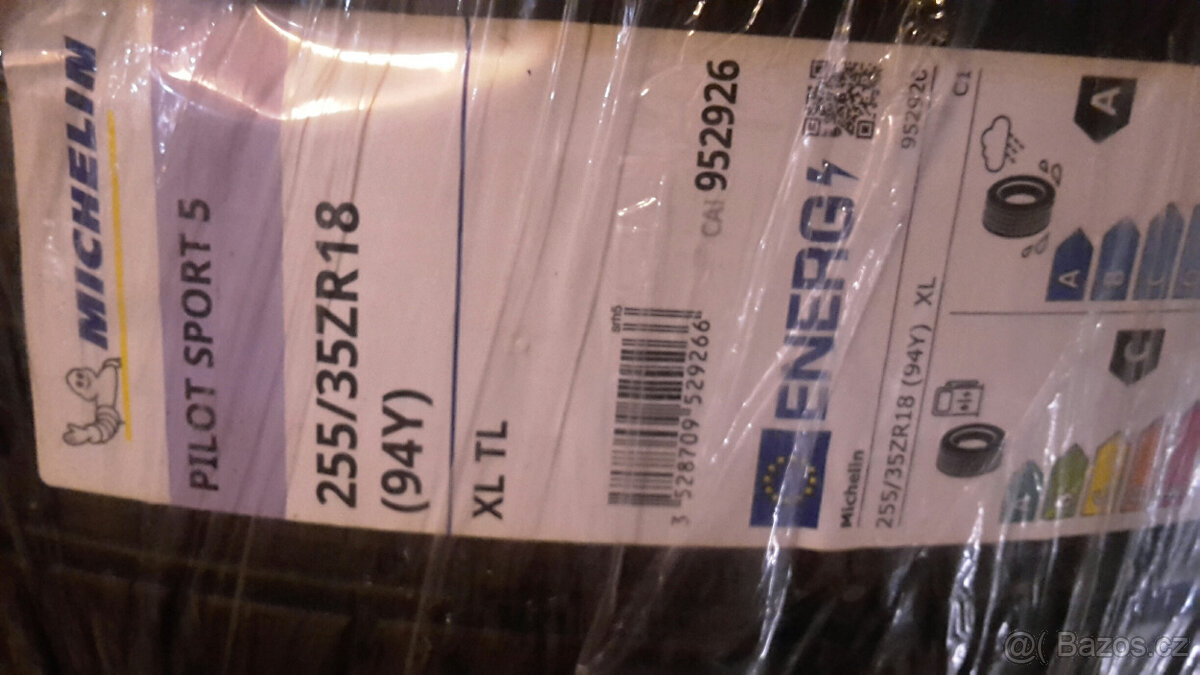 MICHELIN
PILOT SPORT 5
255/35ZR18
(94Y)
XL TL
CAI 952926
am5
3 528709 529266
ENERG
Michelin
952926
255/35ZR18 (94Y) XL
C1
A
A
B
C
C
A
B
@( Bazos.cz